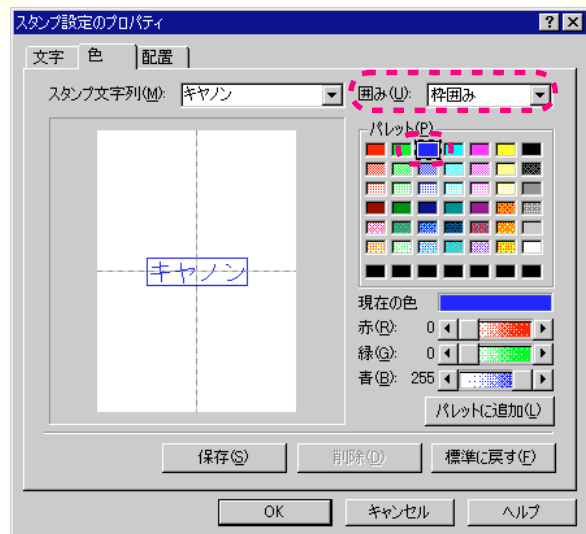 スタンプ設定のプロパティ
文字 色 配置
スタンプ文字列(M): キヤノン 囲み(U): 枠囲み
パレット(P)
キヤノン
現在の色
赤(R): 0
緑(G): 0
青(B): 255
パレットに追加(L)
保存(S) 削除(D) 標準に戻す(F)
OK キャンセル ヘルプ